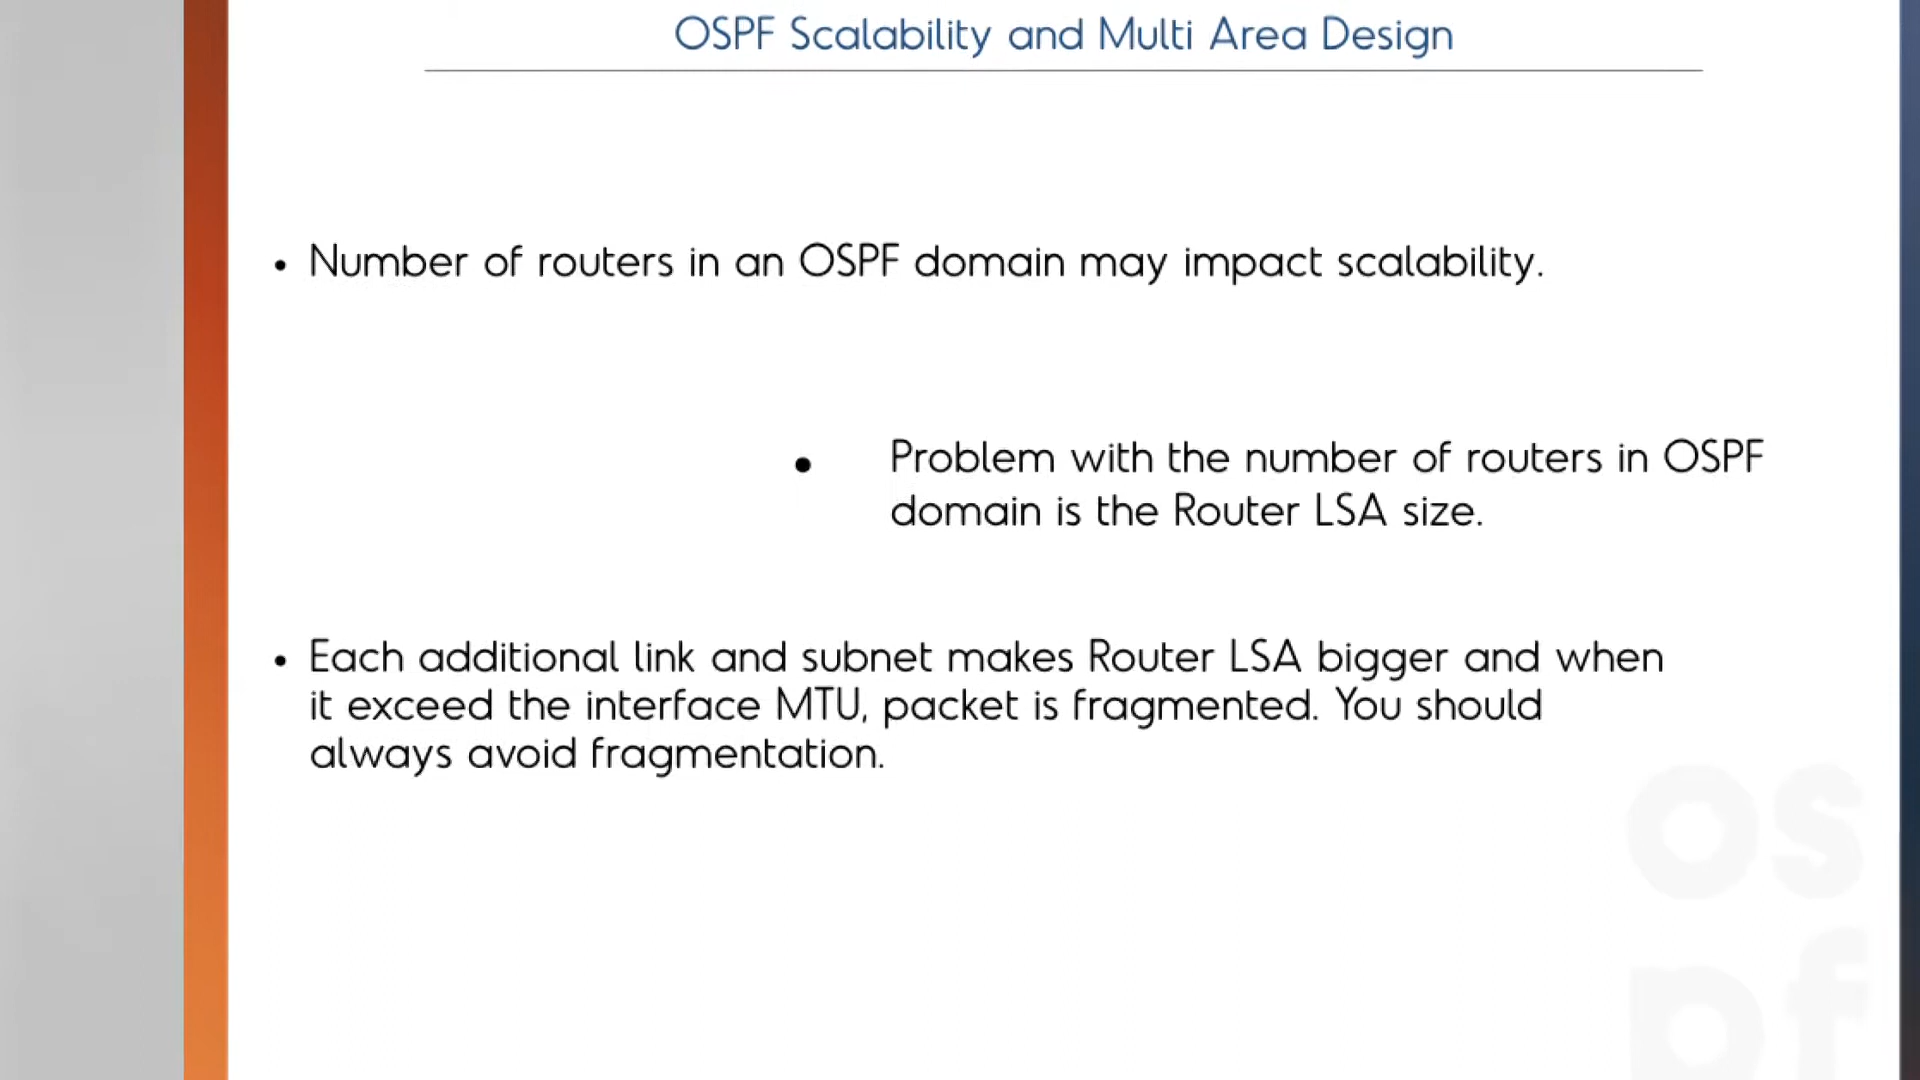 OSPF Scalability and Multi Area Design
• Number of routers in an OSPF domain may impact scalability.
• Problem with the number of routers in OSPF
domain is the Router LSA size.
• Each additional link and subnet makes Router LSA bigger and when
it exceed the interface MTU, packet is fragmented. You should
always avoid fragmentation.
os
pf